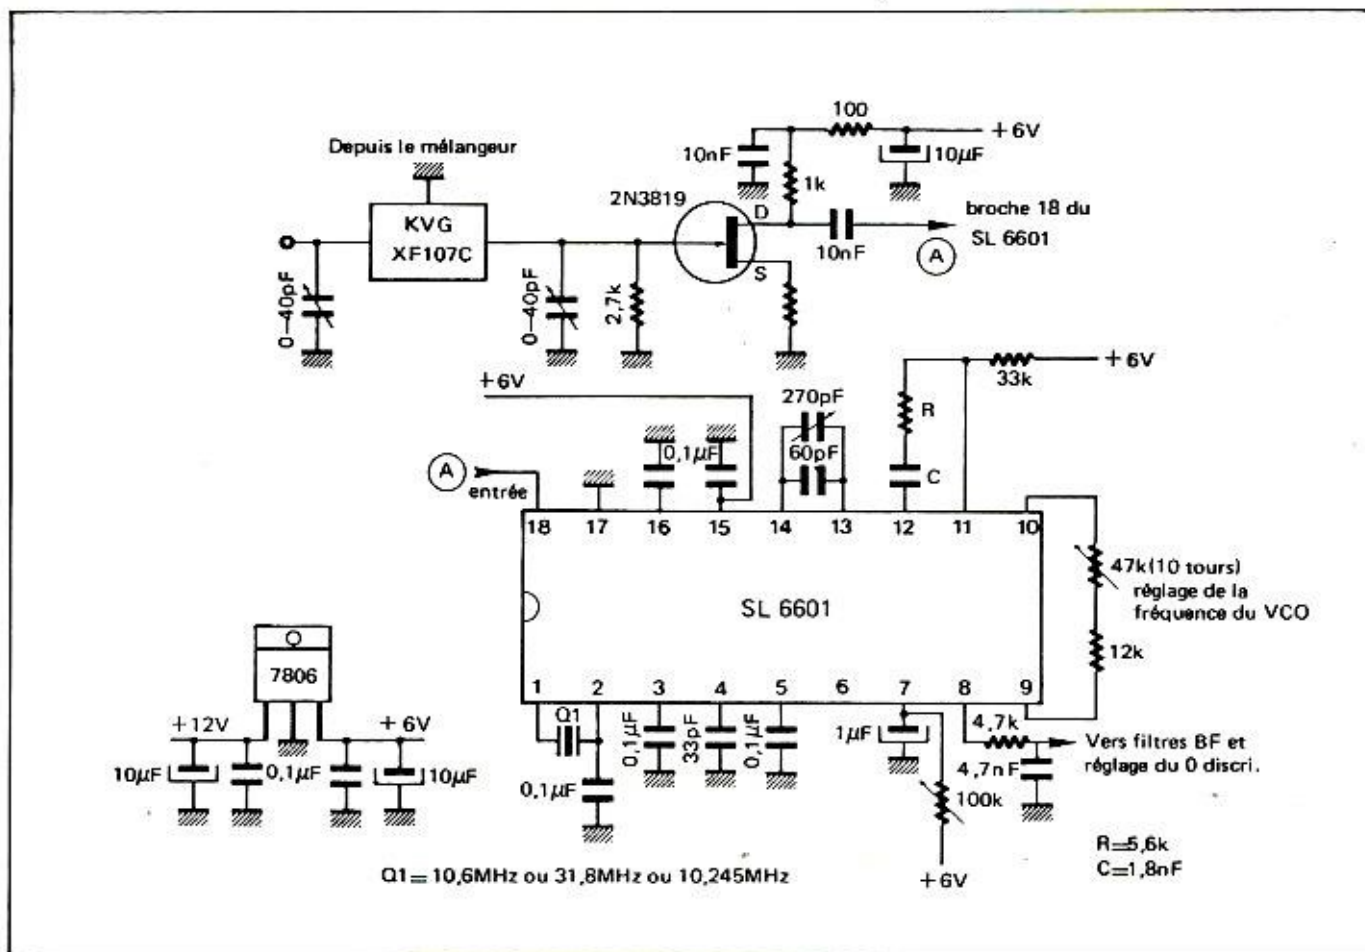 100
+6V
Depuis le mélangeur
10nF
10µF
1k
2N3819
D
KVG
XF107C
broche 18 du
SL 6601
10nF
A
S
0-40pF
0-40pF
2,7k
+6V
33k
+6V
270pF
R
0,1µF
60pF
A
C
entrée
18 17 16 15 14 13 12 11 10
47k(10 tours)
réglage de la
fréquence du VCO
SL 6601
12k
7806
1 2 3 4 5 6 7 8 9
+12V
+6V
Q1
0,1µF
33pF
0,1µF
1µF
4,7k
Vers filtres BF et
réglage du 0 discri.
10µF
0,1µF
10µF
4,7nF
0,1µF
100k
R=5,6k
C=1,8nF
Q1=10,6MHz ou 31,8MHz ou 10,245MHz
+6V